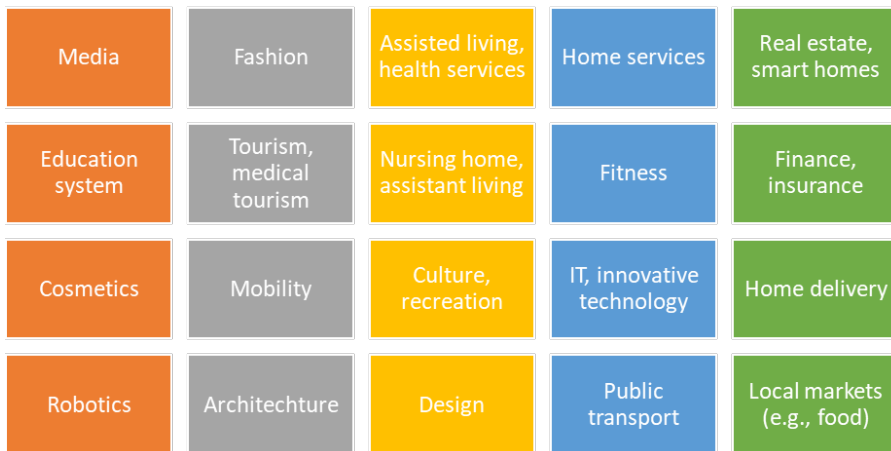 Media
Fashion
Assisted living,
health services
Home services
Real estate,
smart homes
Education
system
Tourism,
medical
tourism
Nursing home,
assistant living
Fitness
Finance,
insurance
Cosmetics
Mobility
Culture,
recreation
IT, innovative
technology
Home delivery
Robotics
Architechture
Design
Public
transport
Local markets
(e.g., food)